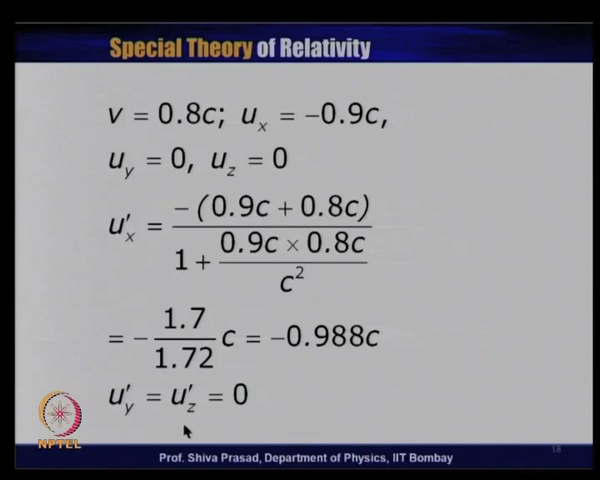 Special Theory of Relativity
v = 0.8c; uₓ = −0.9c,
u_y = 0, u_z = 0
u′ₓ = −(0.9c + 0.8c) / (1 + (0.9c × 0.8c) / c²)
= − 1.7/1.72 c = −0.988c
u′_y = u′_z = 0
NPTEL
18
Prof. Shiva Prasad, Department of Physics, IIT Bombay